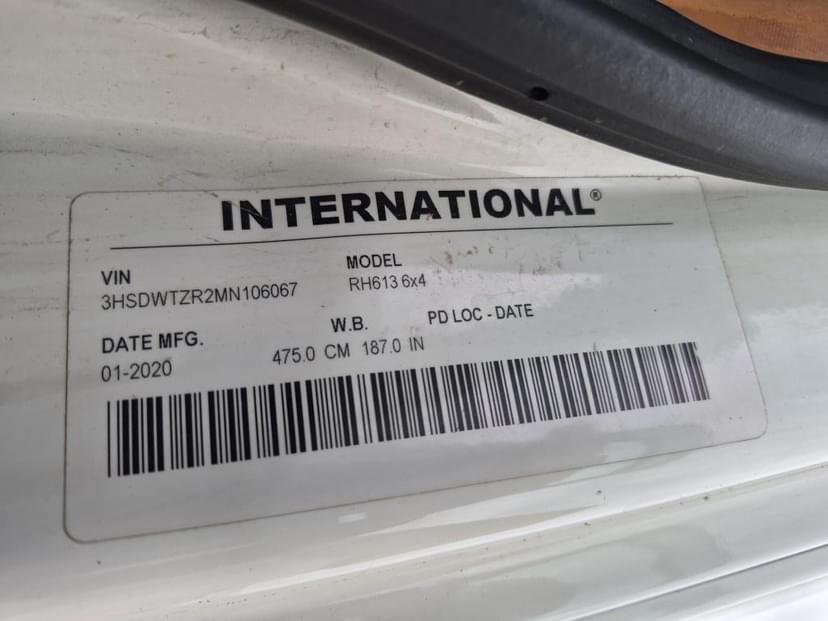 INTERNATIONAL®
VIN
MODEL
3HSDWTZR2MN106067
RH613 6x4
DATE MFG.
W.B.
PD LOC - DATE
01-2020
475.0 CM 187.0 IN